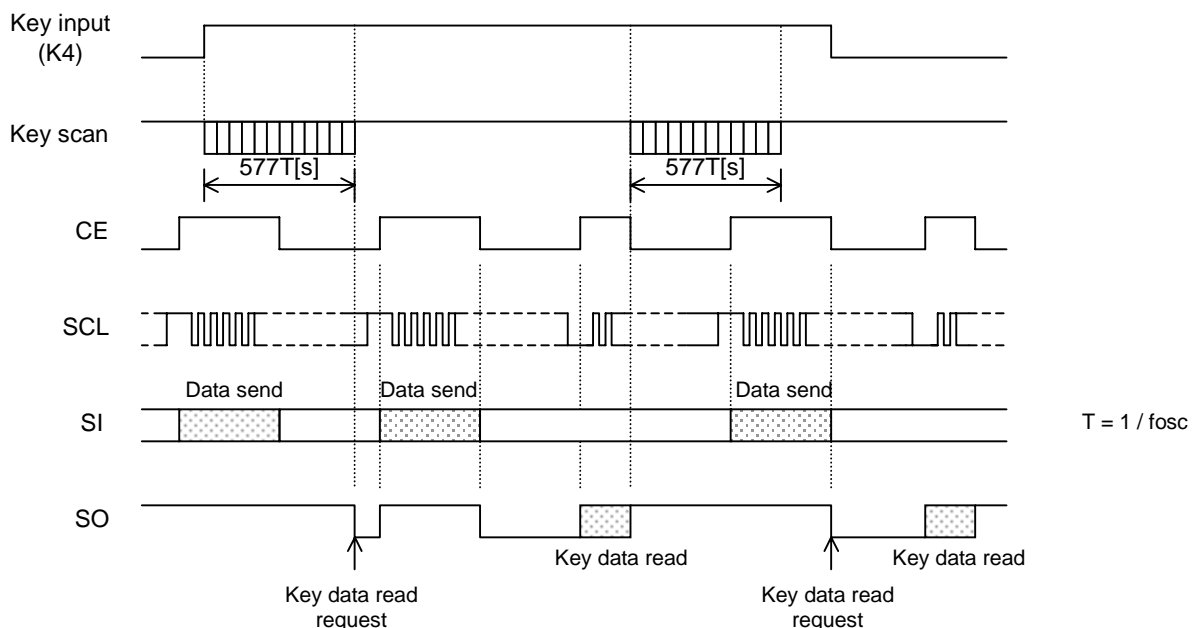 Key input
(K4)
Key scan
577T[s]
577T[s]
CE
SCL
Data send
Data send
Data send
SI
T = 1 / fosc
SO
Key data read
Key data read
Key data read
request
Key data read
request